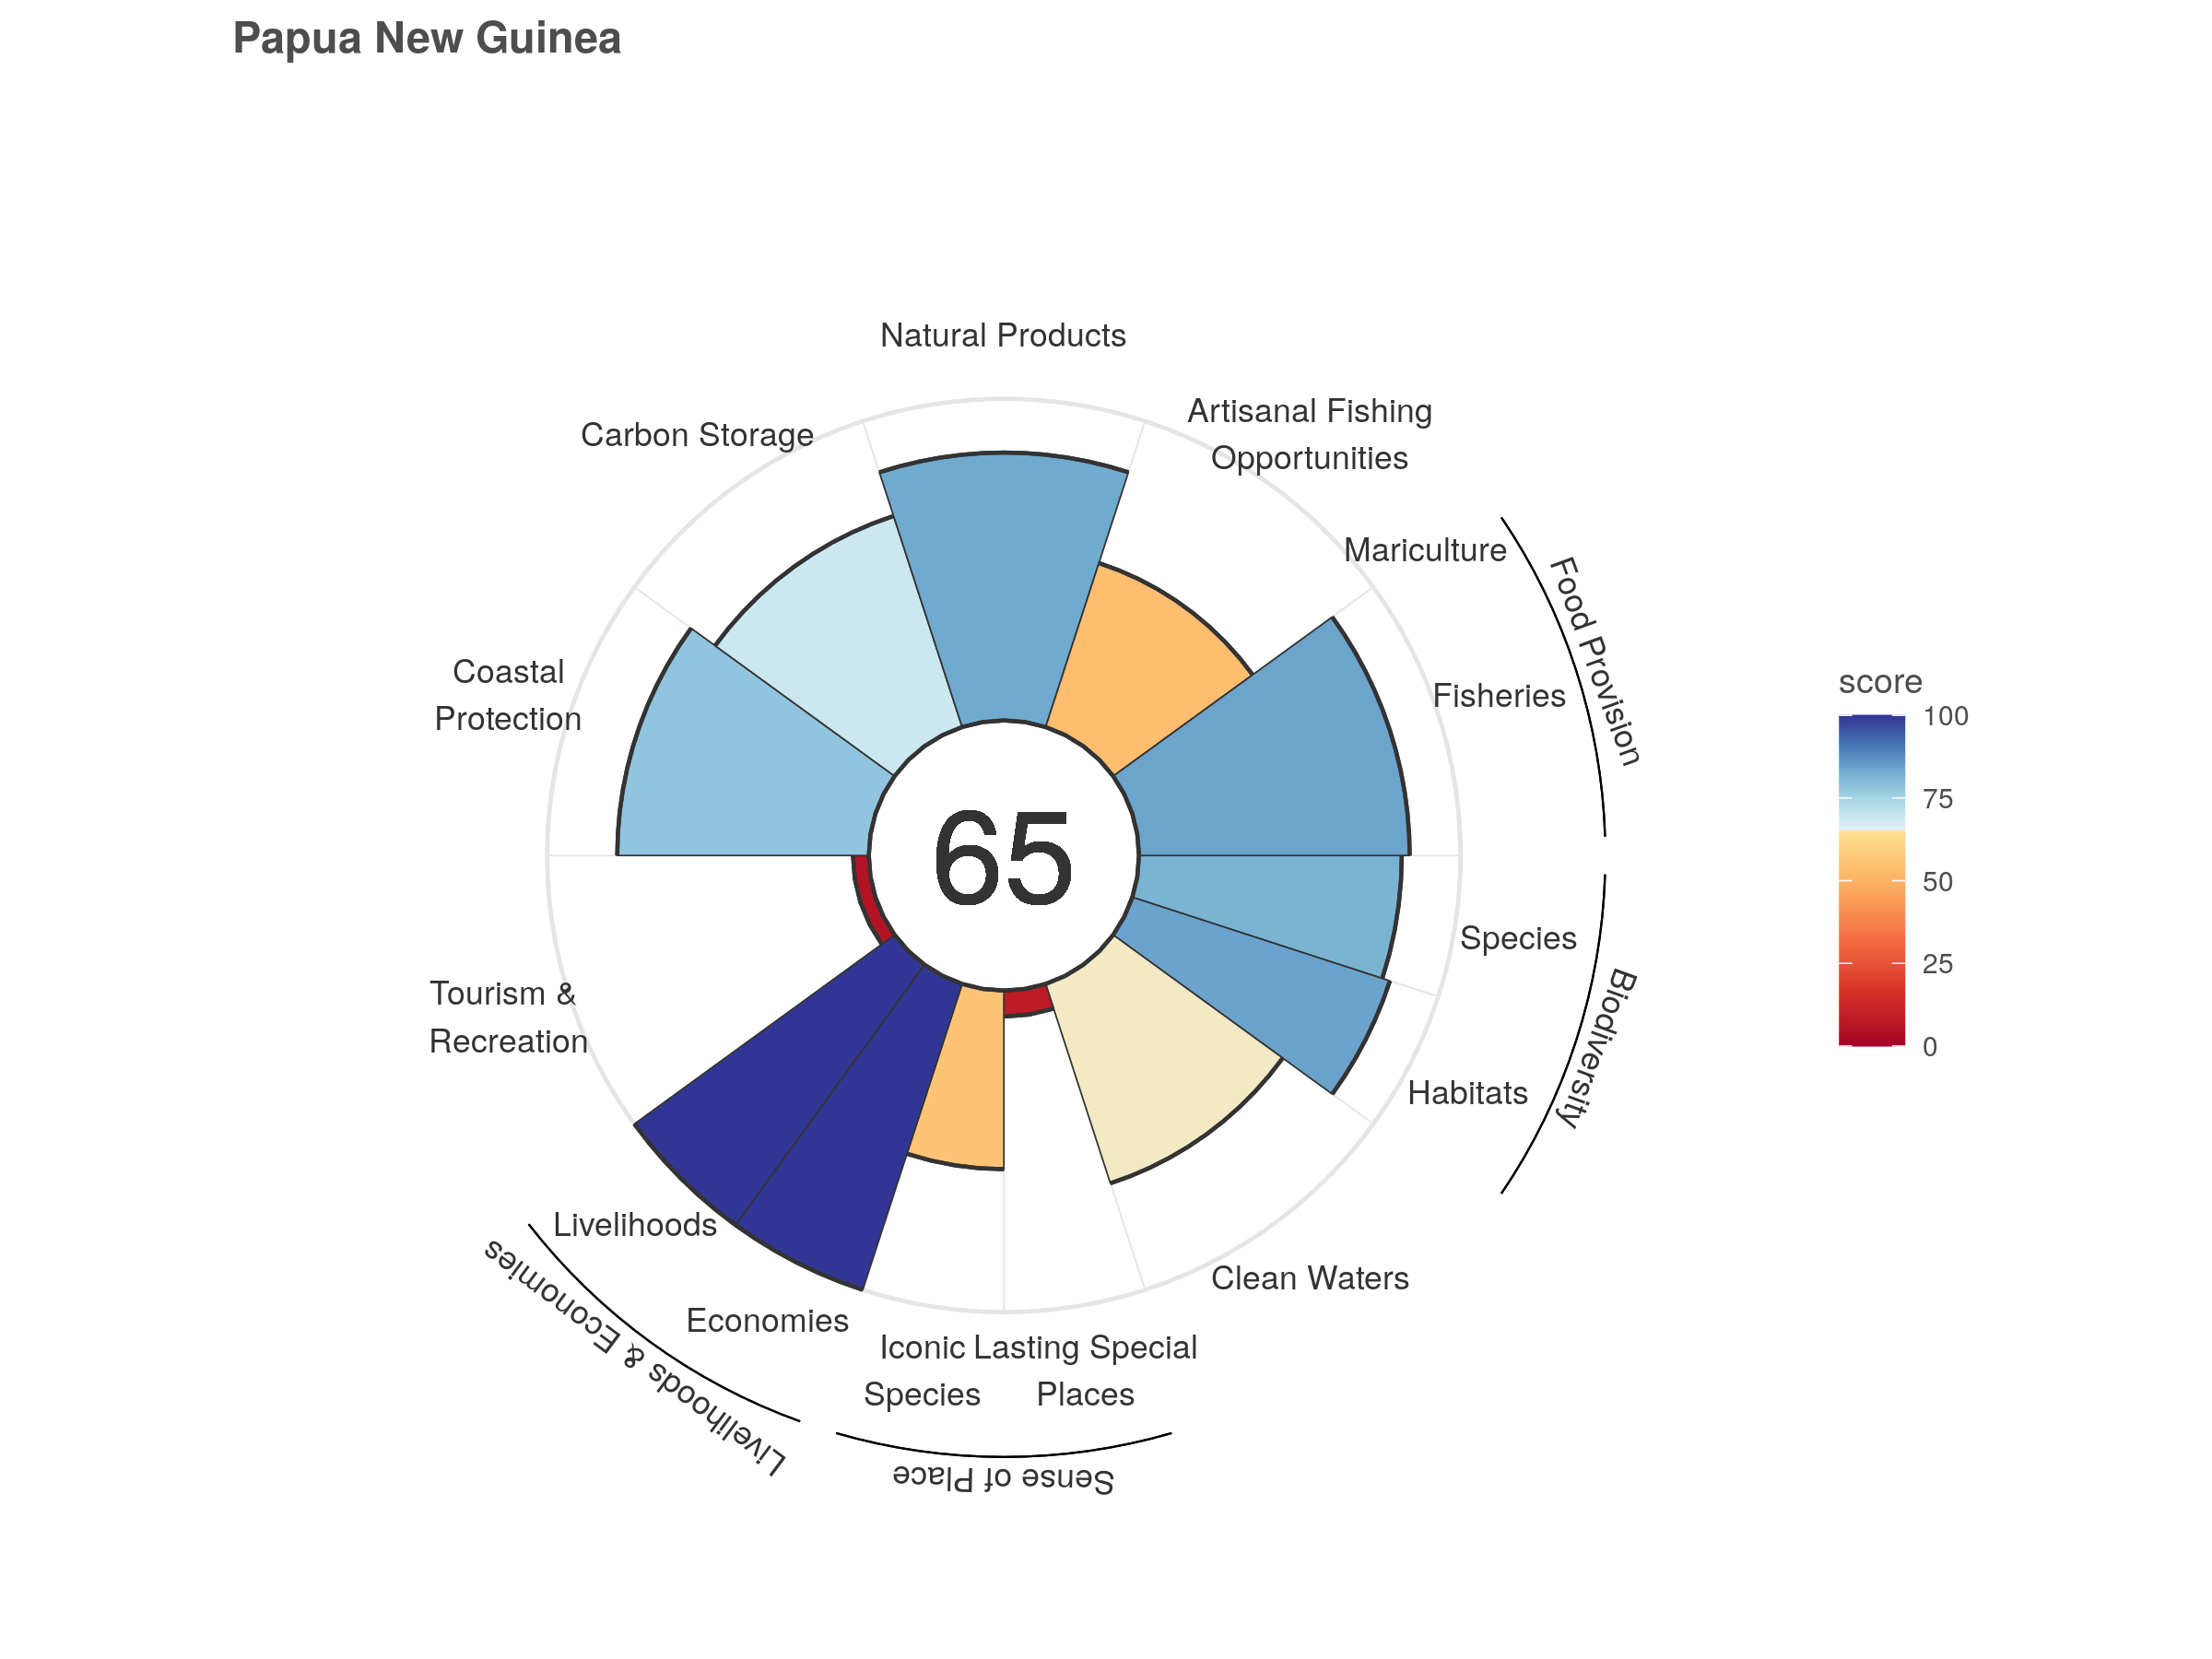 Papua New Guinea
Natural Products
Artisanal Fishing
Opportunities
Carbon Storage
Mariculture
Food Provision
Fisheries
Coastal
Protection
65
score
100
75
50
25
0
Species
Biodiversity
Habitats
Tourism &
Recreation
Livelihoods
Livelihoods & Economies
Economies
Clean Waters
Iconic
Species
Lasting Special
Places
Sense of Place